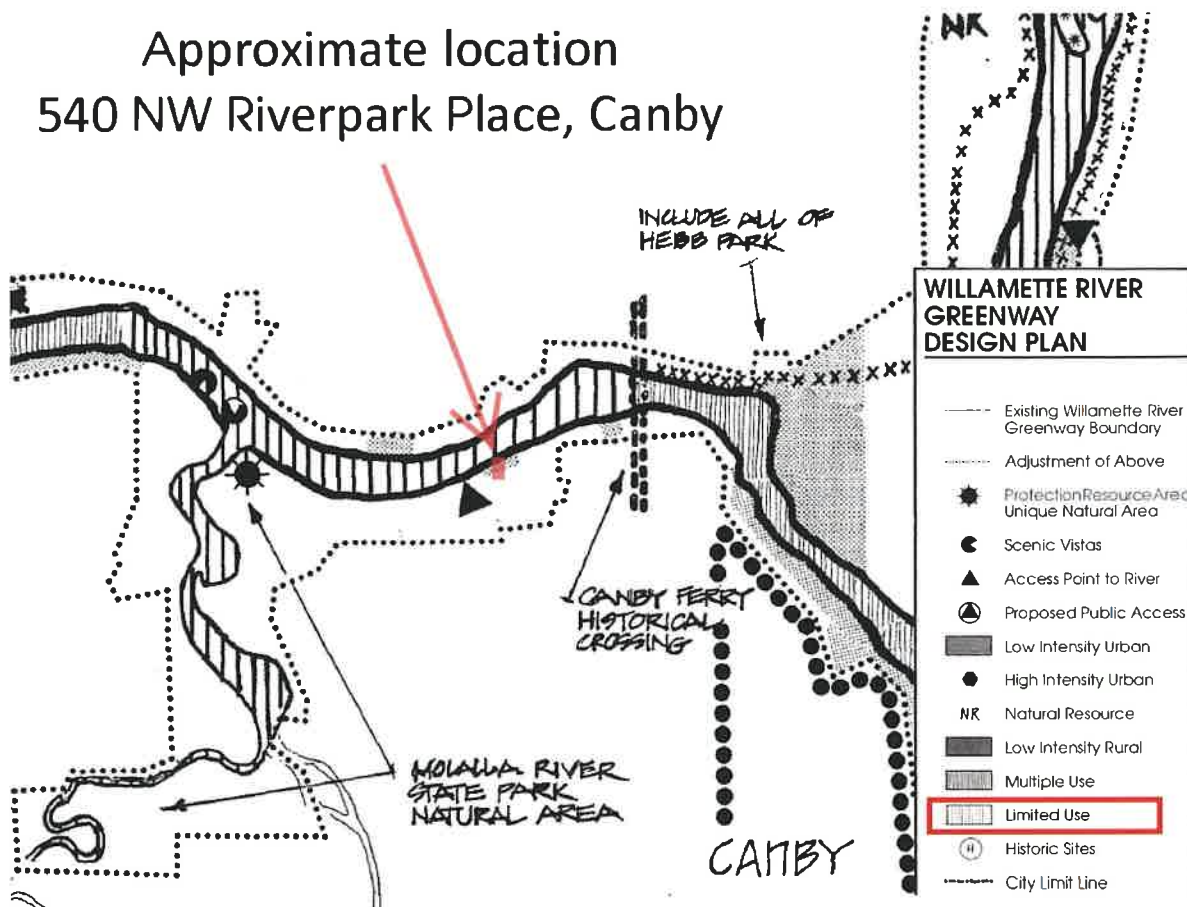 Approximate location
540 NW Riverpark Place, Canby
NR
INCLUDE ALL OF
HEBB PARK
CANBY FERRY
HISTORICAL
CROSSING
MOLALLA RIVER
STATE PARK
NATURAL AREA
CANBY
WILLAMETTE RIVER
GREENWAY
DESIGN PLAN
Existing Willamette River
Greenway Boundary
Adjustment of Above
Protection Resource Area
Unique Natural Area
Scenic Vistas
Access Point to River
Proposed Public Access
Low Intensity Urban
High Intensity Urban
NR Natural Resource
Low Intensity Rural
Multiple Use
Limited Use
H Historic Sites
City Limit Line